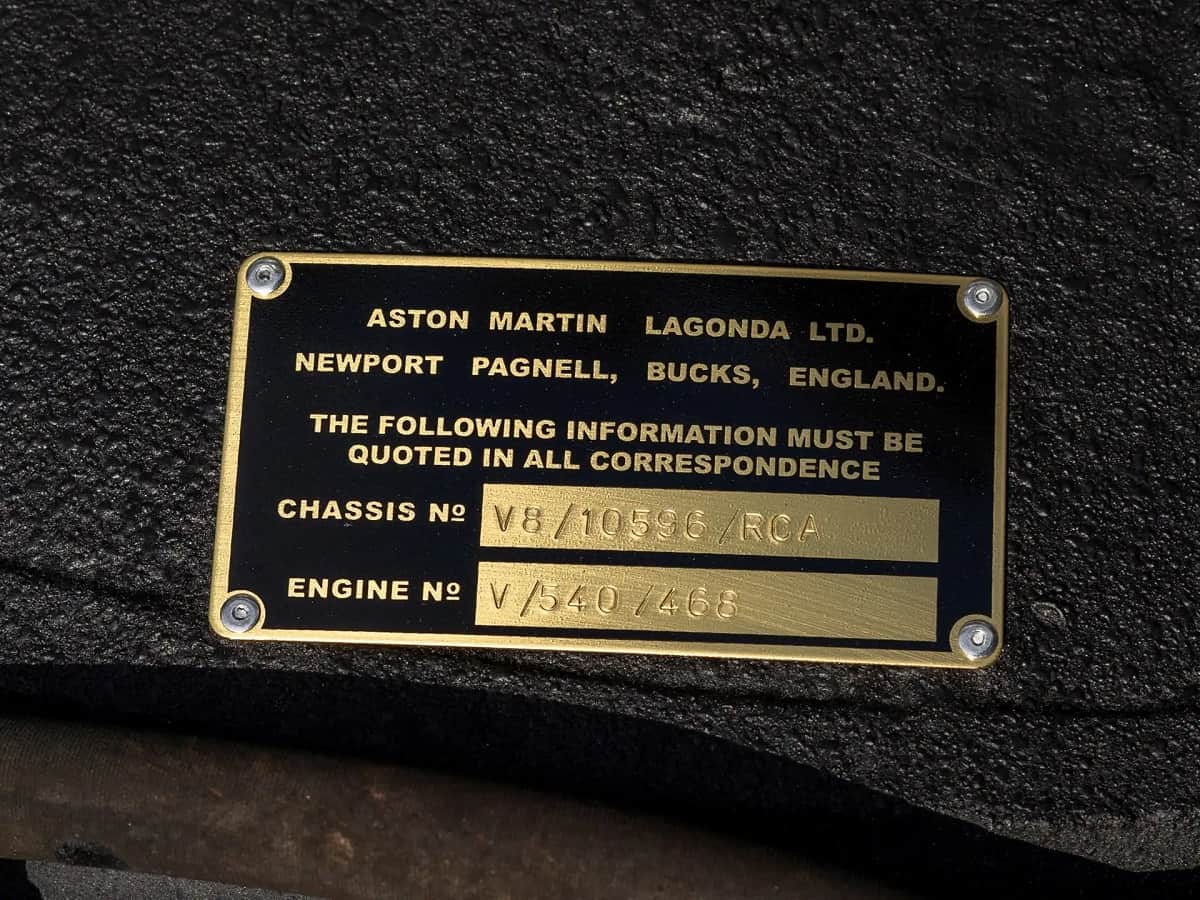 ASTON MARTIN LAGONDA LTD.
NEWPORT PAGNELL, BUCKS, ENGLAND.
THE FOLLOWING INFORMATION MUST BE
QUOTED IN ALL CORRESPONDENCE
CHASSIS Nº V8/10596/RCA
ENGINE Nº V/540/468